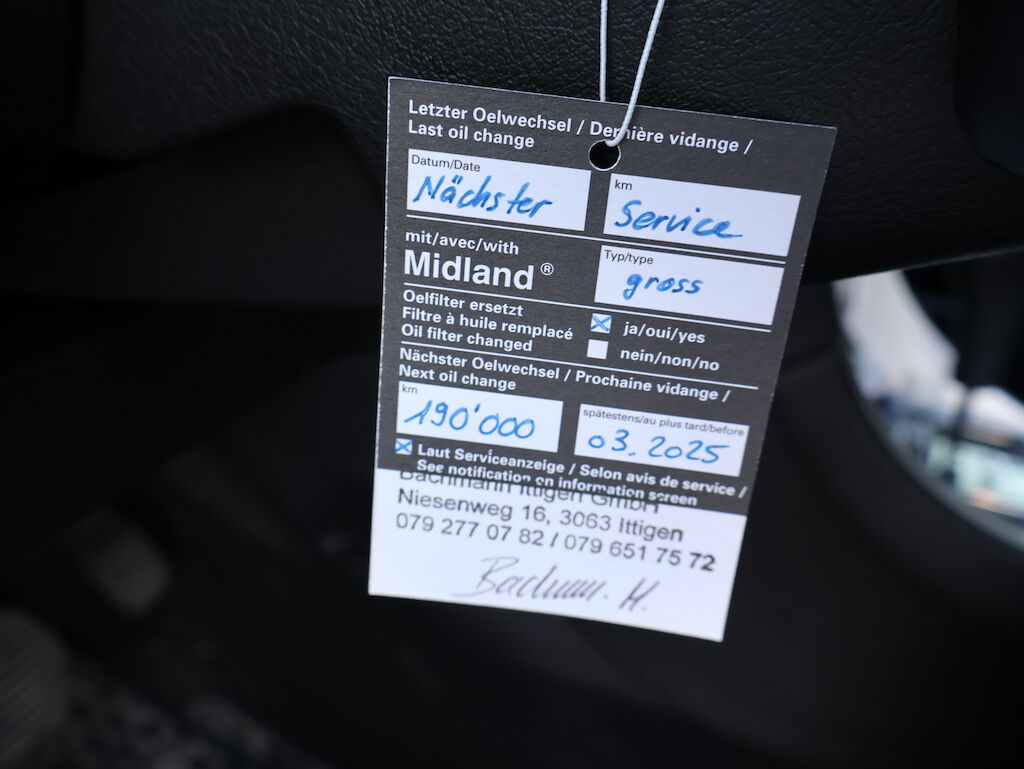 Letzter Oelwechsel / Dernière vidange /
Last oil change
Datum/Date
Nächster
km
Service
mit/avec/with
Midland®
Typ/type
gross
Oelfilter ersetzt
Filtre à huile remplacé
Oil filter changed
ja/oui/yes
nein/non/no
Nächster Oelwechsel / Prochaine vidange /
Next oil change
km
190'000
spätestens/au plus tard/before
03.2025
Laut Serviceanzeige / Selon avis de service /
See notification on information screen
Bachmann Ittigen GmbH
Niesenweg 16, 3063 Ittigen
079 277 07 82 / 079 651 75 72